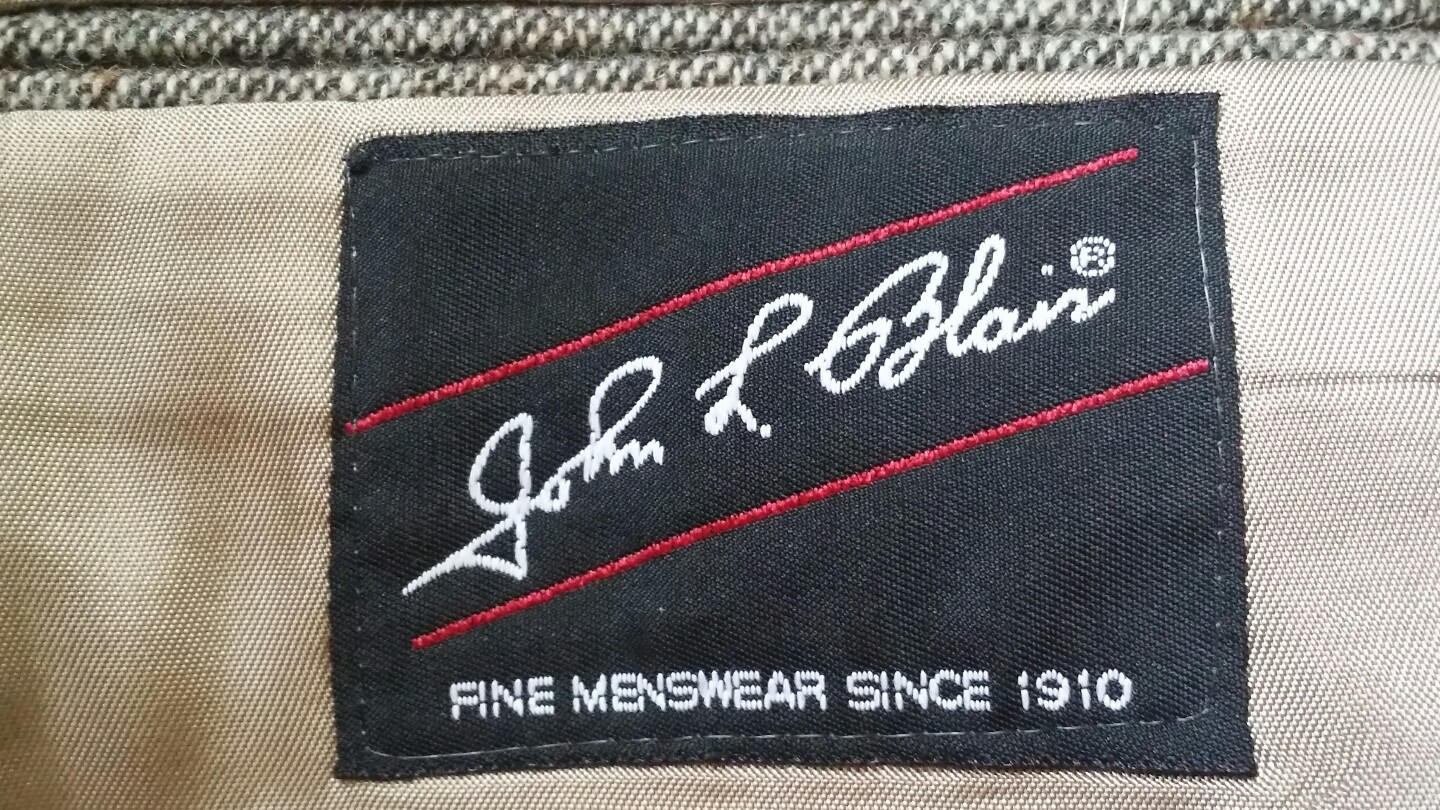 John L. Blair®
FINE MENSWEAR SINCE 1910